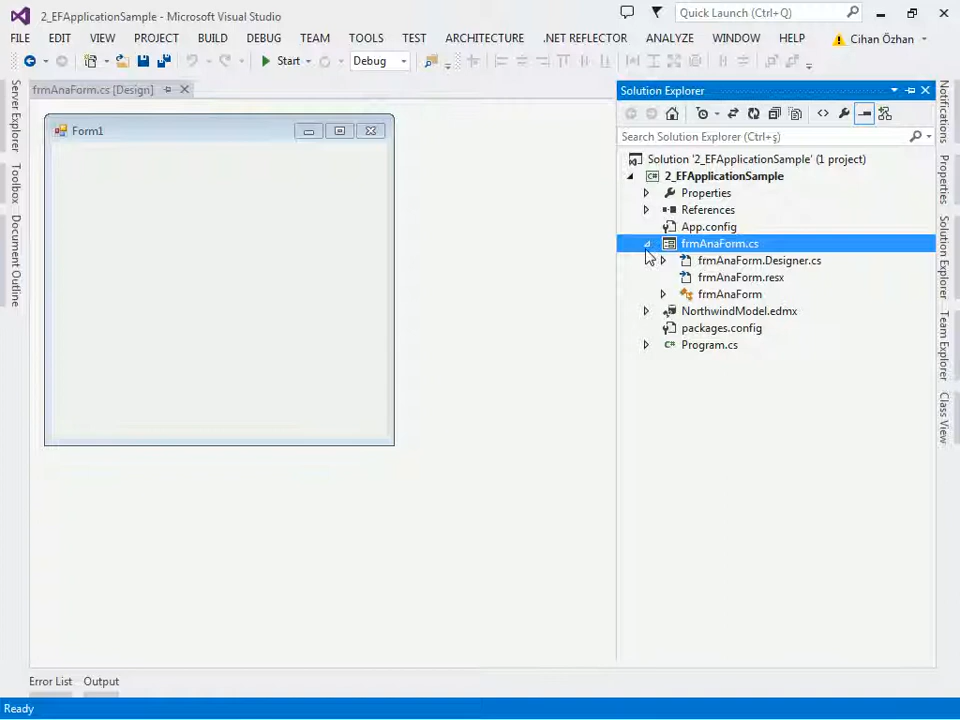 2_EFApplicationSample - Microsoft Visual Studio
Quick Launch (Ctrl+Q)
FILE EDIT VIEW PROJECT BUILD DEBUG TEAM TOOLS TEST ARCHITECTURE .NET REFLECTOR ANALYZE WINDOW HELP Cihan Özhan
Start Debug
frmAnaForm.cs [Design]
Form1
Server Explorer
Toolbox
Document Outline
Solution Explorer
Search Solution Explorer (Ctrl+ş)
Solution '2_EFApplicationSample' (1 project)
2_EFApplicationSample
Properties
References
App.config
frmAnaForm.cs
frmAnaForm.Designer.cs
frmAnaForm.resx
frmAnaForm
NorthwindModel.edmx
packages.config
Program.cs
Notifications
Properties
Solution Explorer
Team Explorer
Class View
Error List Output
Ready